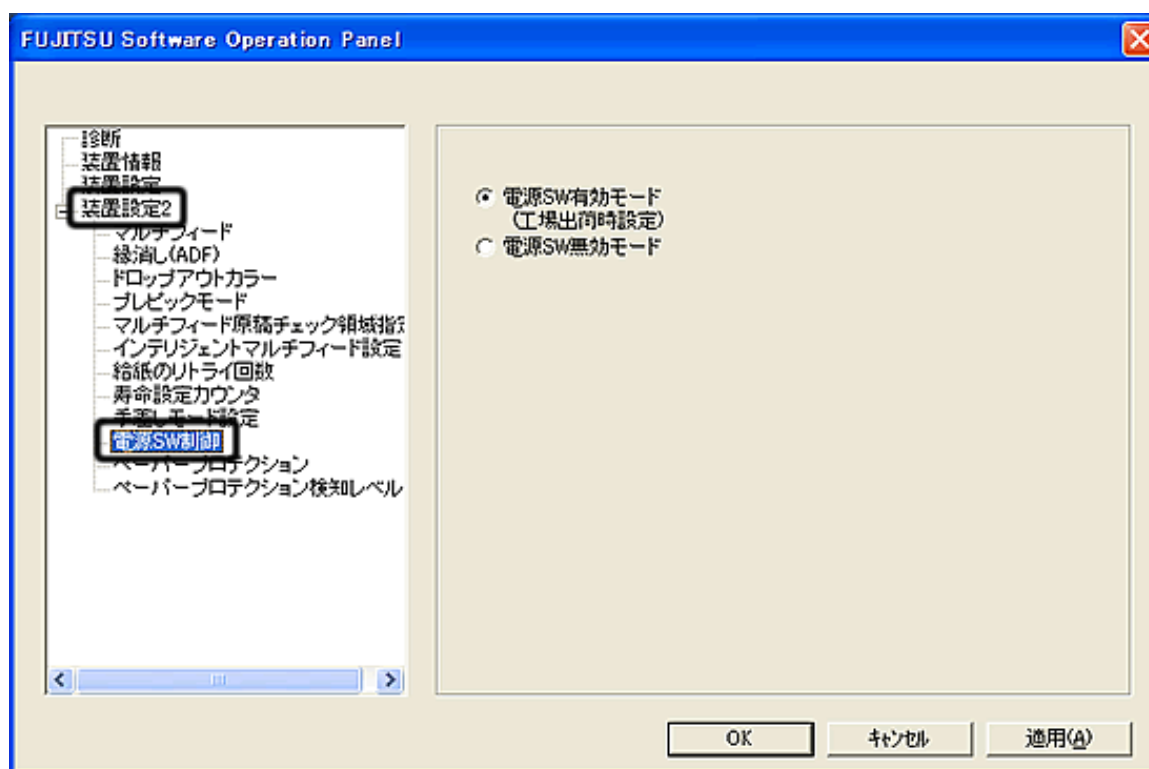 FUJITSU Software Operation Panel
診断
装置情報
装置設定
装置設定2
マルチフィード
縁消し(ADF)
ドロップアウトカラー
プレピックモード
マルチフィード原稿チェック領域指定
インテリジェントマルチフィード設定
給紙のリトライ回数
寿命設定カウンタ
手差しモード設定
電源SW制御
ペーパープロテクション
ペーパープロテクション検知レベル
電源SW有効モード
(工場出荷時設定)
電源SW無効モード
OK キャンセル 適用(A)